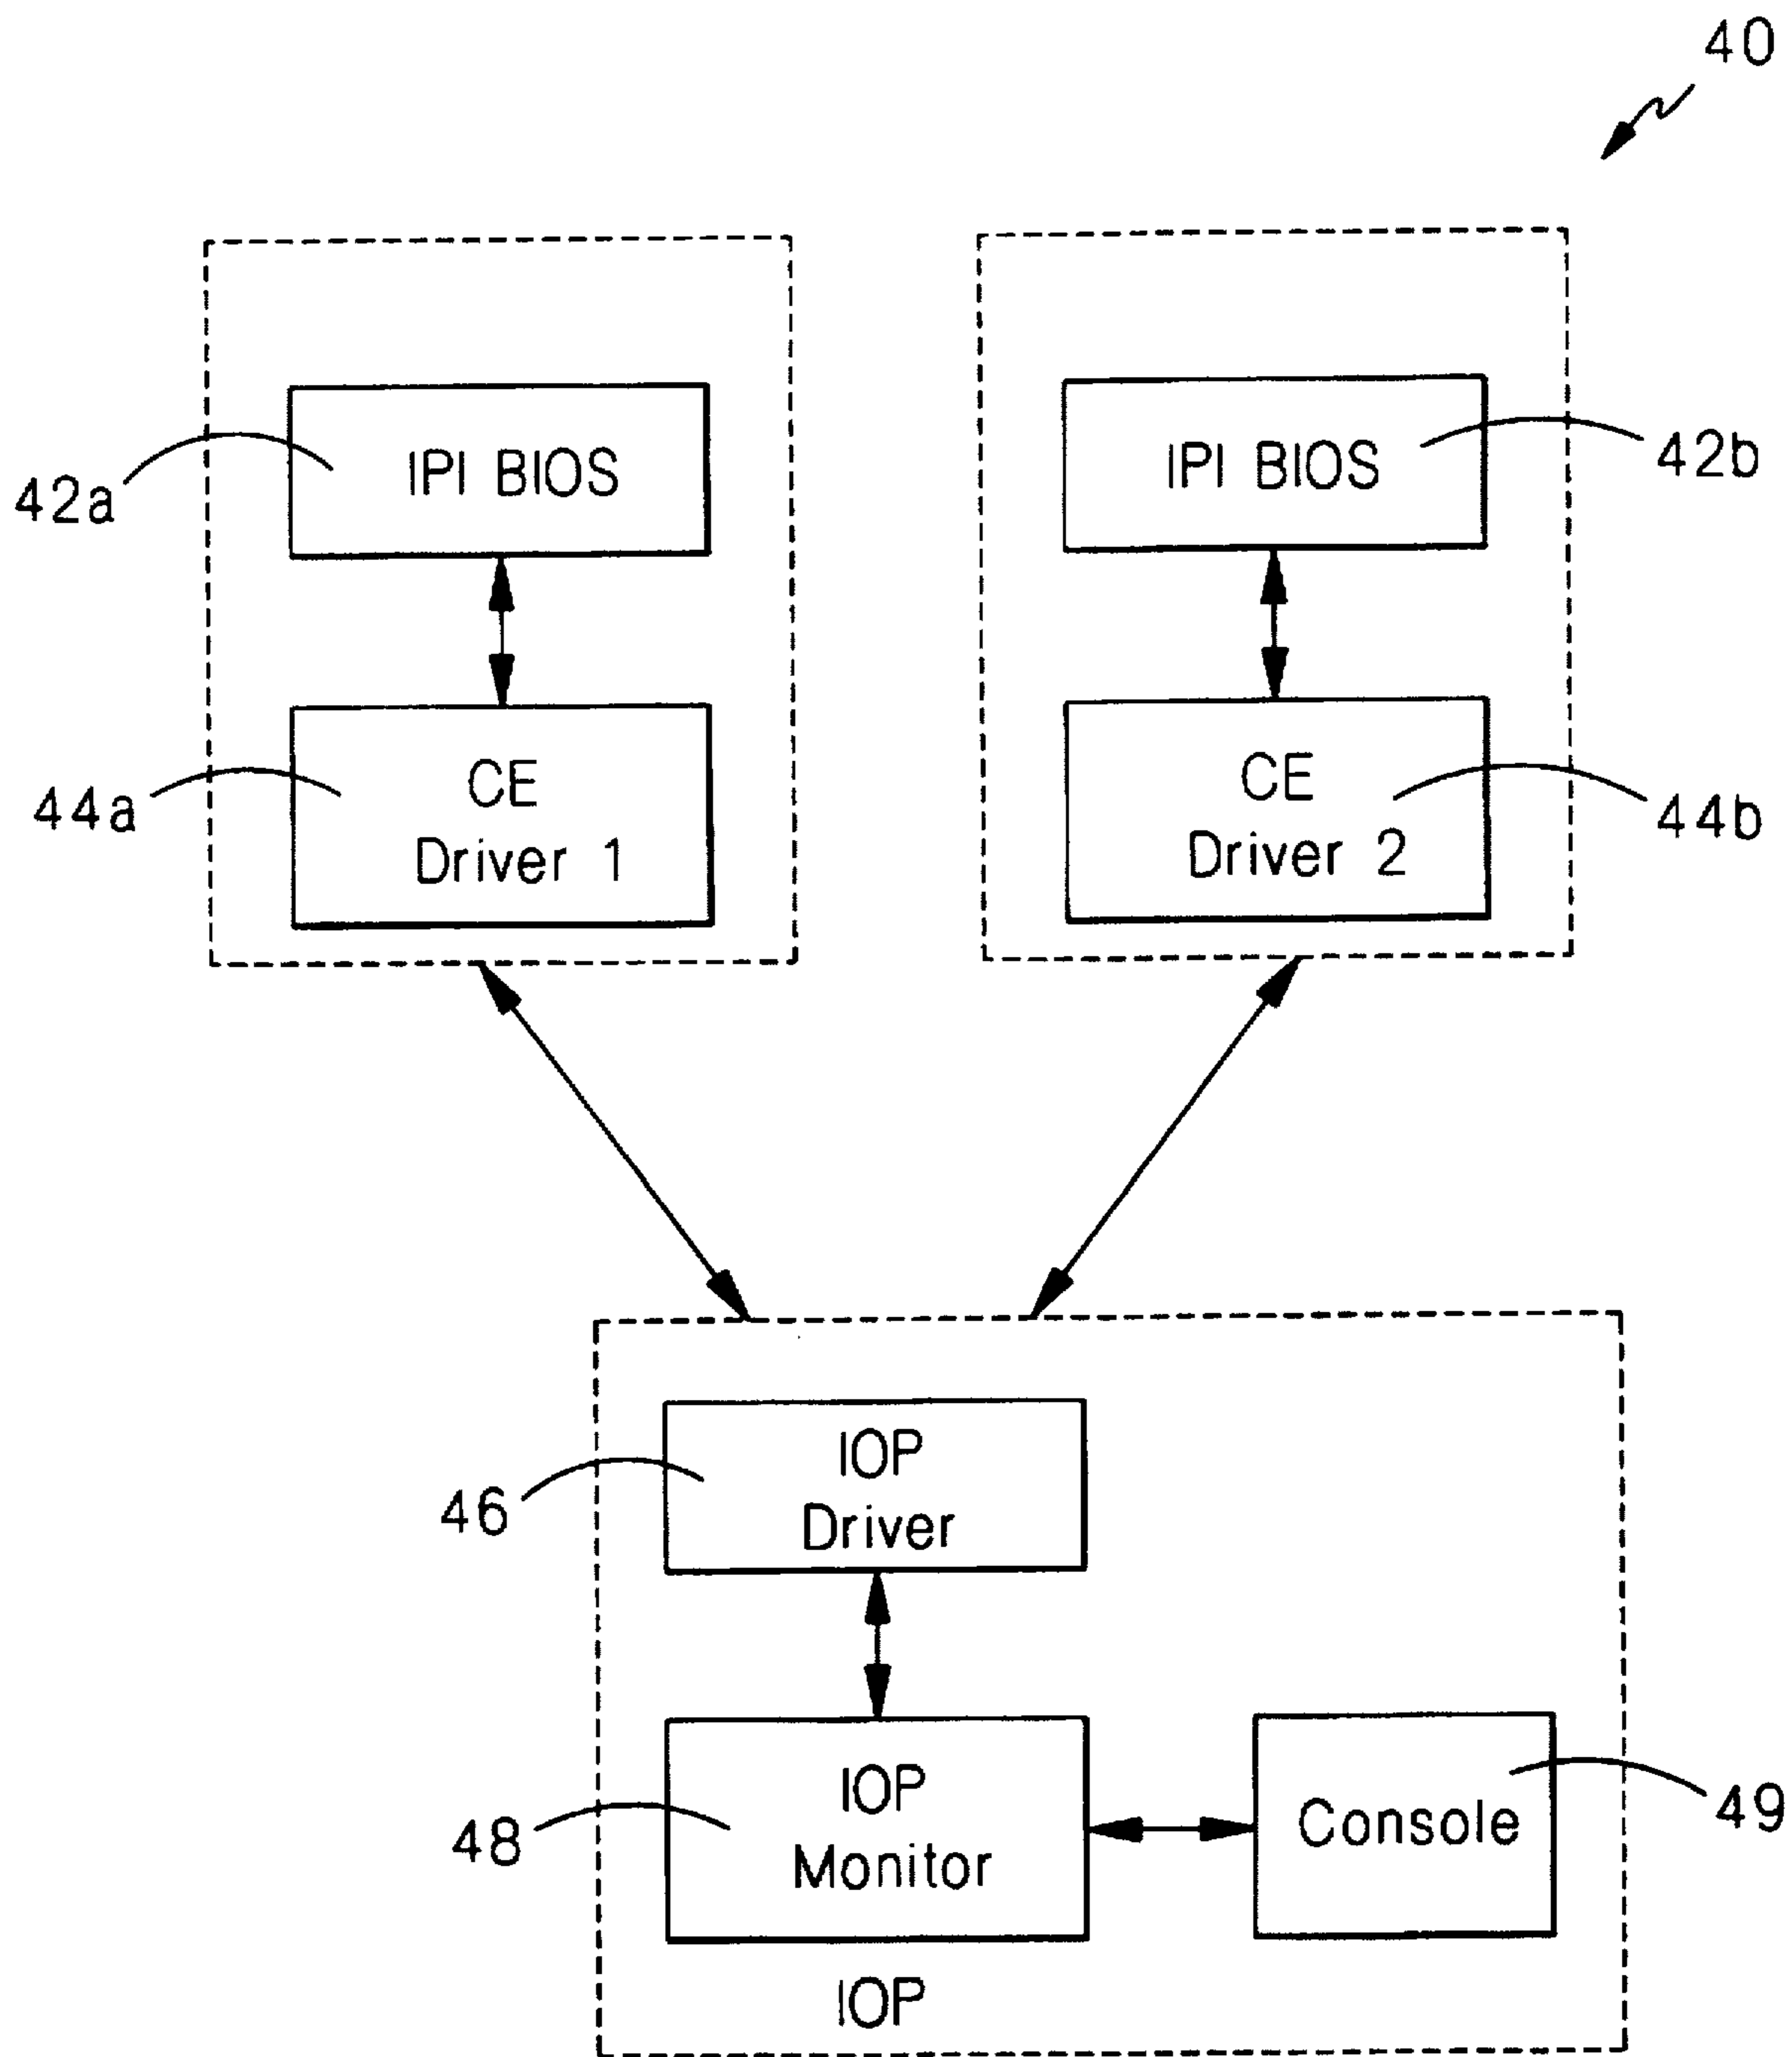 40
IPI BIOS
42a
IPI BIOS
42b
CE
Driver 1
44a
CE
Driver 2
44b
IOP
Driver
46
IOP
Monitor
48
Console
49
IOP